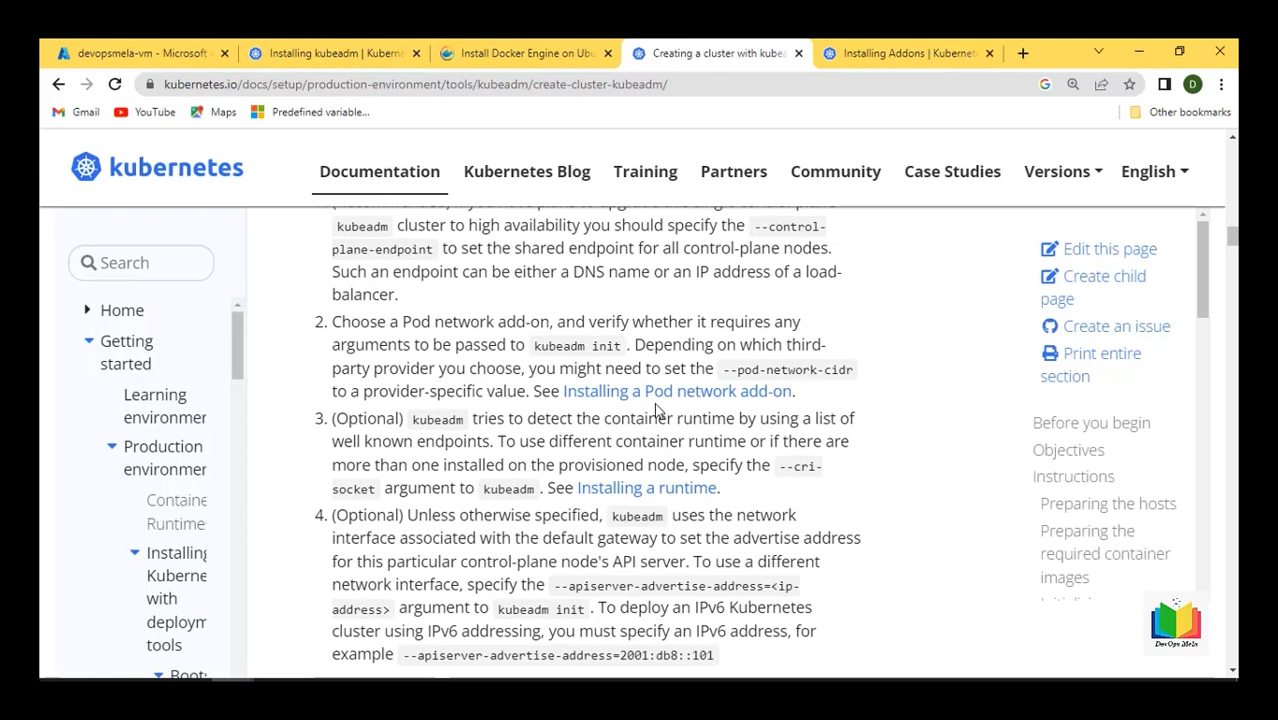 devopsmela-vm - Microsoft
Installing kubeadm | Kubern
Install Docker Engine on Ubu
Creating a cluster with kubea
Installing Addons | Kubernet
kubernetes.io/docs/setup/production-environment/tools/kubeadm/create-cluster-kubeadm/
D
Gmail
YouTube
Maps
Predefined variable...
Other bookmarks
kubernetes
Documentation
Kubernetes Blog
Training
Partners
Community
Case Studies
Versions
English
Search
Home
Getting
started
Learning
environmer
Production
environmer
Containe
Runtimes
Installing
Kuberne
with
deploym
tools
kubeadm cluster to high availability you should specify the --control-
plane-endpoint to set the shared endpoint for all control-plane nodes.
Such an endpoint can be either a DNS name or an IP address of a load-
balancer.
2. Choose a Pod network add-on, and verify whether it requires any
arguments to be passed to kubeadm init . Depending on which third-
party provider you choose, you might need to set the --pod-network-cidr
to a provider-specific value. See Installing a Pod network add-on.
3. (Optional) kubeadm tries to detect the container runtime by using a list of
well known endpoints. To use different container runtime or if there are
more than one installed on the provisioned node, specify the --cri-
socket argument to kubeadm . See Installing a runtime.
4. (Optional) Unless otherwise specified, kubeadm uses the network
interface associated with the default gateway to set the advertise address
for this particular control-plane node's API server. To use a different
network interface, specify the --apiserver-advertise-address=<ip-
address> argument to kubeadm init . To deploy an IPv6 Kubernetes
cluster using IPv6 addressing, you must specify an IPv6 address, for
example --apiserver-advertise-address=2001:db8::101
Edit this page
Create child
page
Create an issue
Print entire
section
Before you begin
Objectives
Instructions
Preparing the hosts
Preparing the
required container
images
DevOps Mela